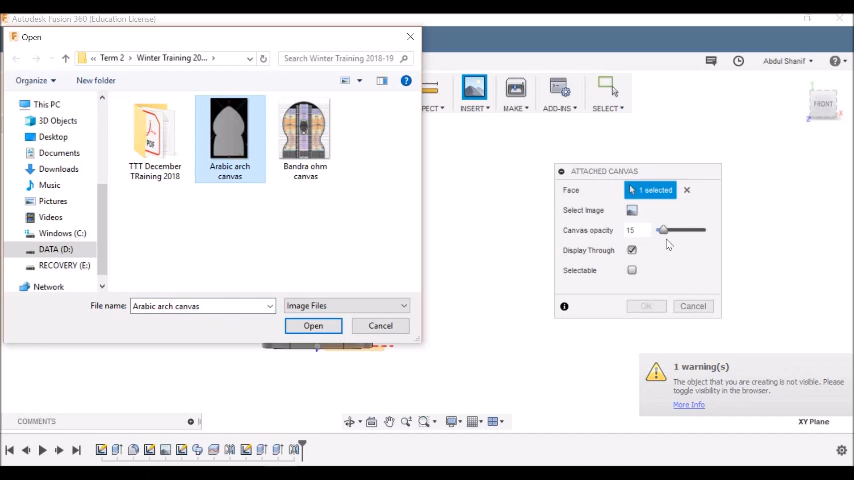 Autodesk Fusion 360 (Education License)
Open
« Term 2 › Winter Training 20...
Search Winter Training 2018-19
Organize
New folder
This PC
3D Objects
Desktop
Documents
Downloads
Music
Pictures
Videos
Windows (C:)
DATA (D:)
RECOVERY (E:)
Network
TTT December
TRaining 2018
Arabic arch
canvas
Bandra ohm
canvas
File name:
Arabic arch canvas
Image Files
Open
Cancel
Abdul Shanif
PECT
INSERT
MAKE
ADD-INS
SELECT
FRONT
ATTACHED CANVAS
Face
1 selected
Select Image
Canvas opacity
15
Display Through
Selectable
OK
Cancel
1 warning(s)
The object that you are creating is not visible. Please
toggle visibility in the browser.
More Info
XY Plane
COMMENTS